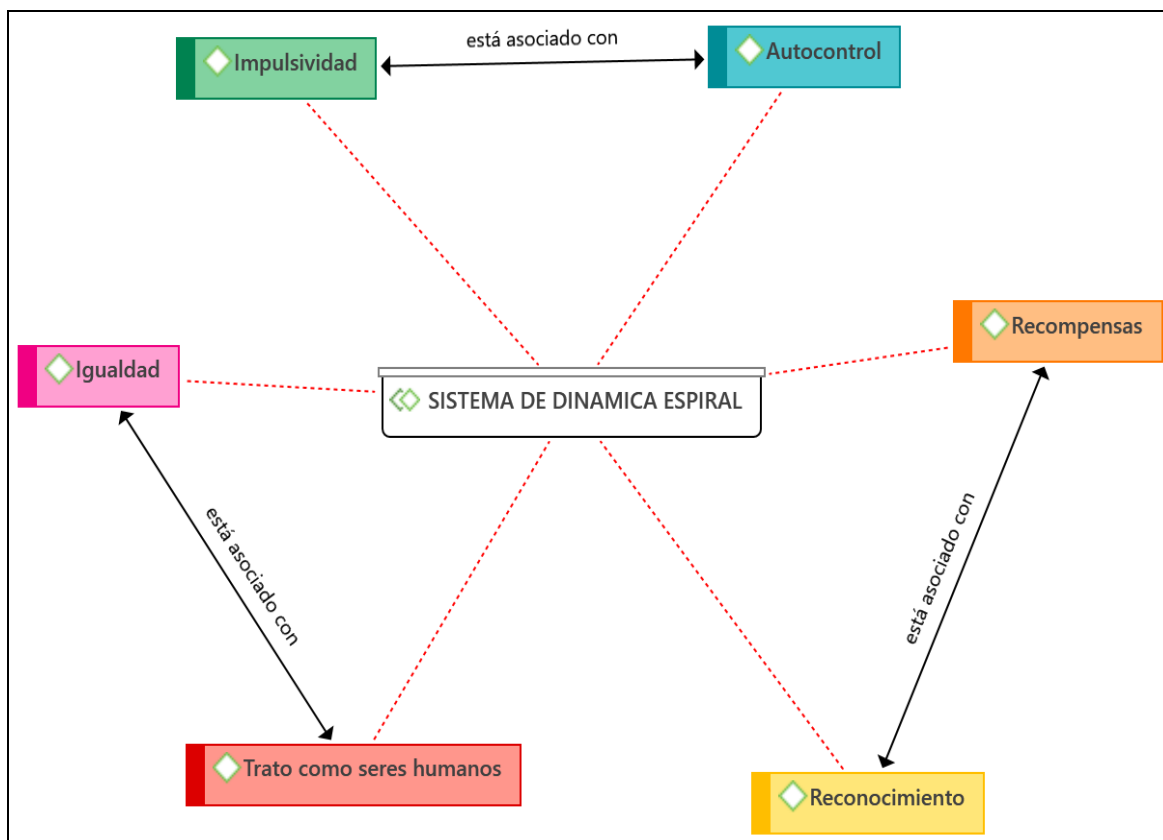 está asociado con
Impulsividad
Autocontrol
Recompensas
Igualdad
SISTEMA DE DINAMICA ESPIRAL
está asociado con
está asociado con
Trato como seres humanos
Reconocimiento